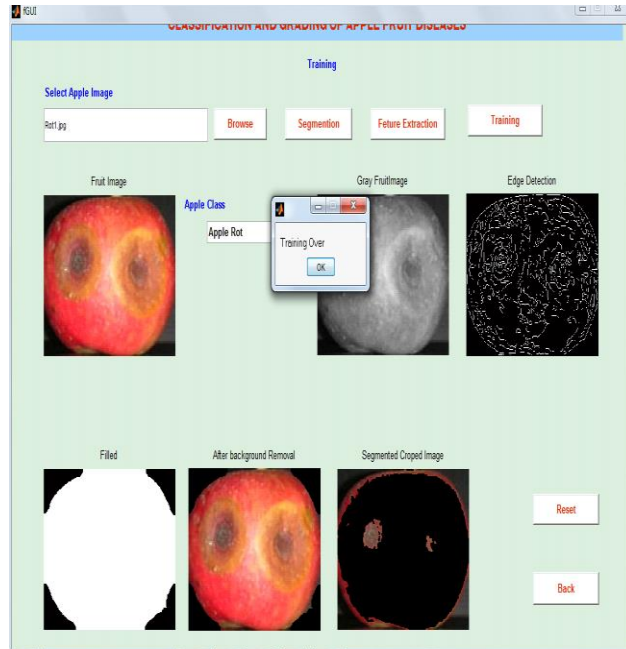 fGUI
CLASSIFICATION AND GRADING OF APPLE FRUIT DISEASES
Training
Select Apple Image
Rot1.jpg
Browse
Segmention
Feture Extraction
Training
Fruit Image
Gray FruitImage
Edge Detection
Apple Class
Apple Rot
Training Over
OK
Filled
After background Removal
Segmented Croped Image
Reset
Back